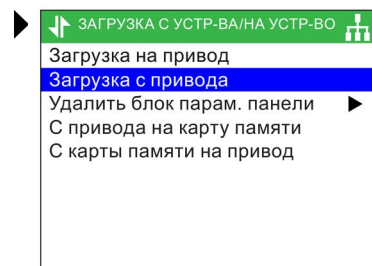 ЗАГРУЗКА С УСТР-ВА/НА УСТР-ВО
Загрузка на привод
Загрузка с привода
Удалить блок парам. панели
С привода на карту памяти
С карты памяти на привод